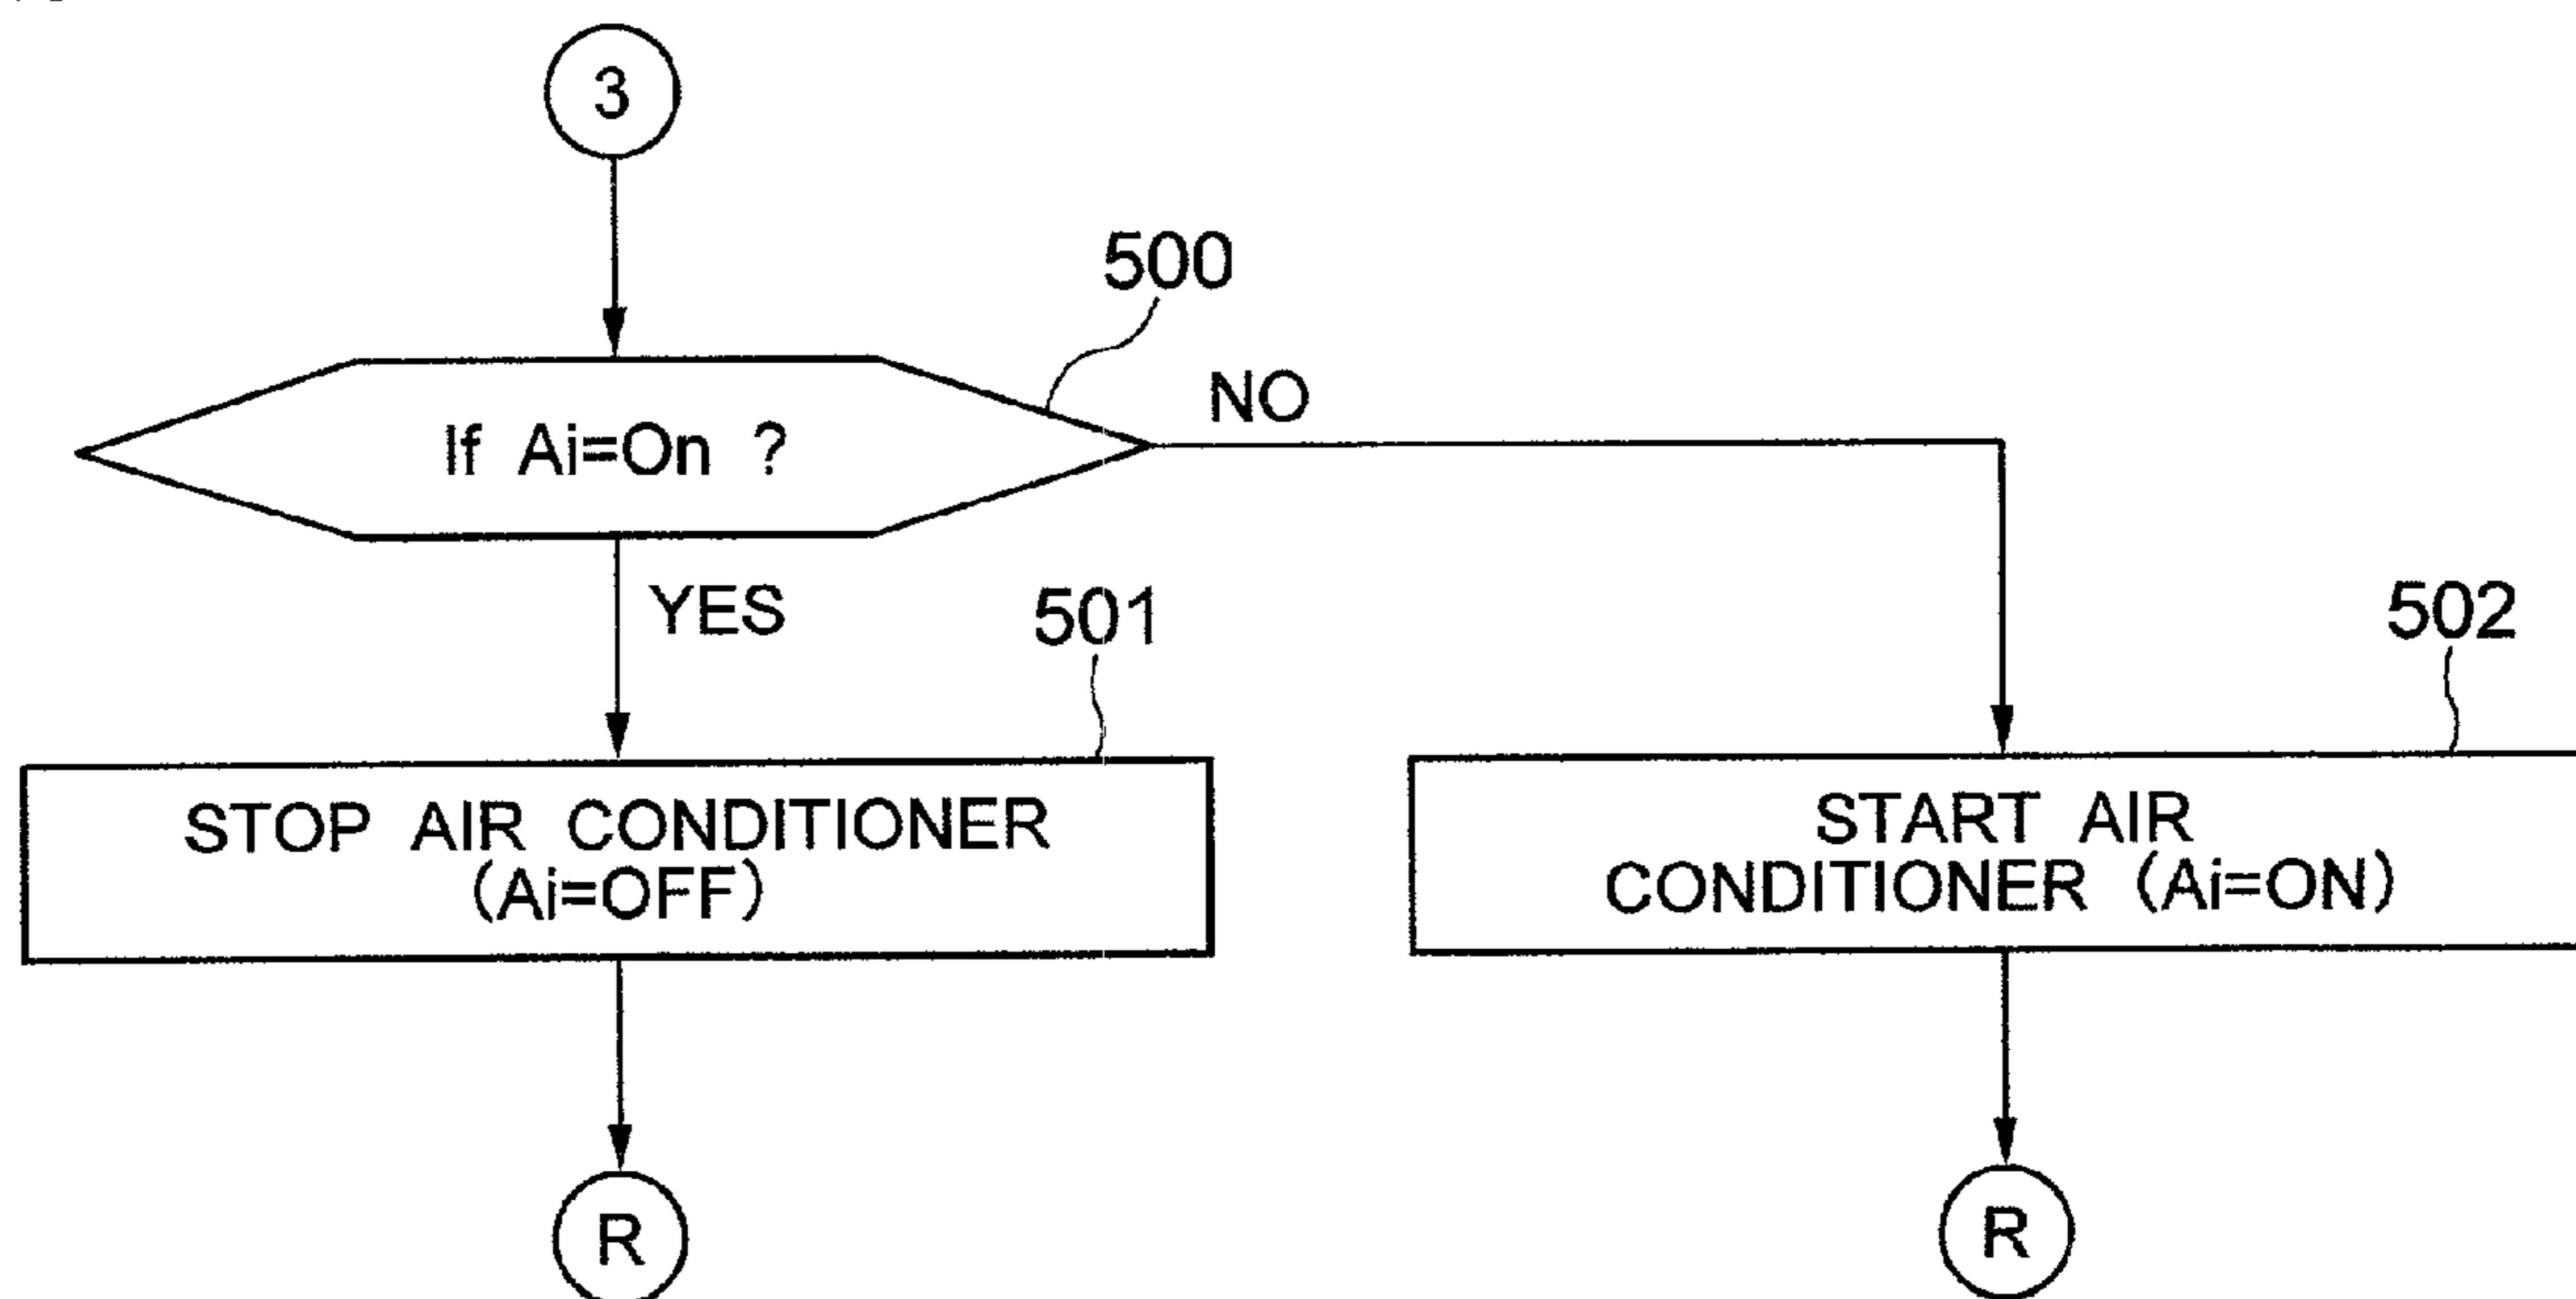 3
500
NO
If Ai=On ?
YES
501
502
STOP AIR CONDITIONER
(Ai=OFF)
START AIR
CONDITIONER (Ai=ON)
R
R